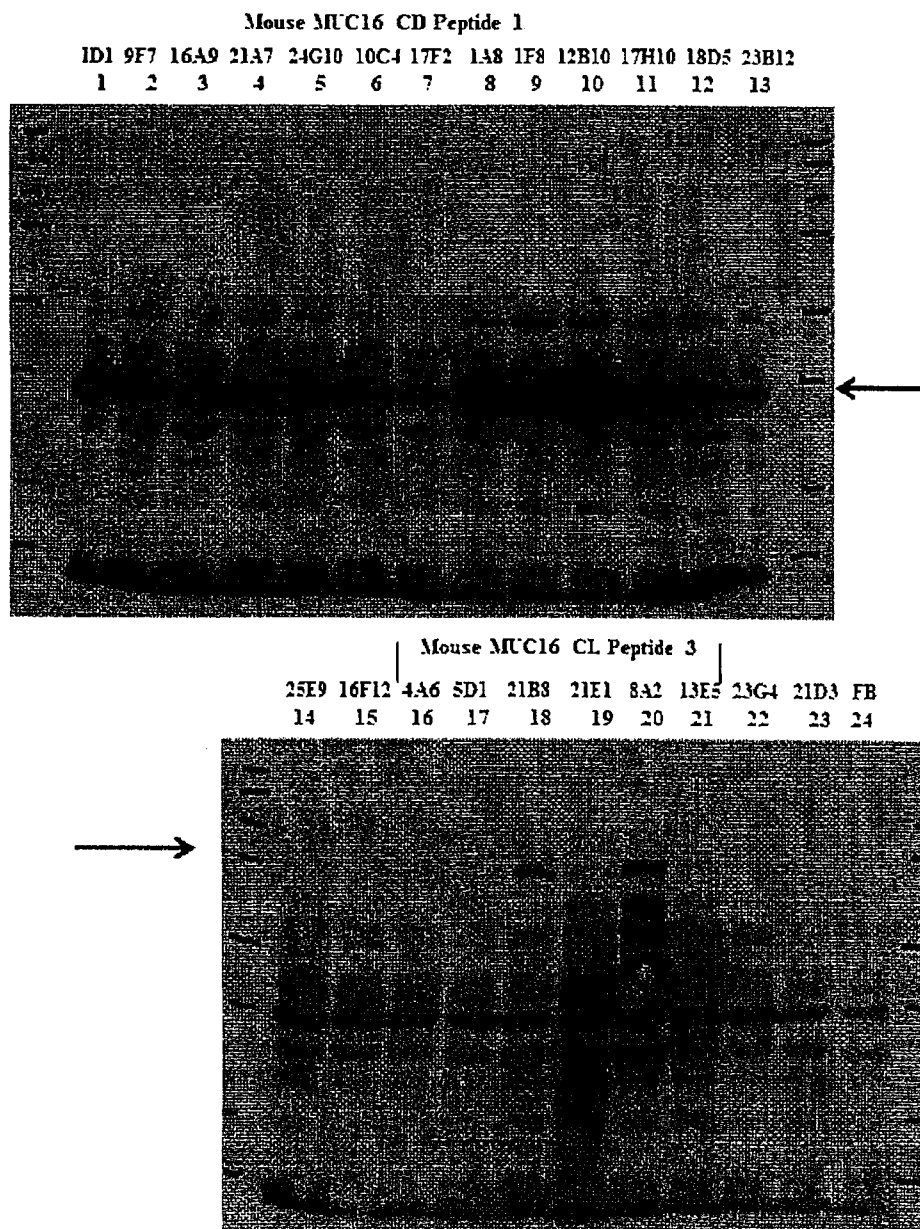 Mouse MUC16 CD Peptide 1
1D1 9F7 16A9 21A7 24G10 10C4 17F2 1A8 1F8 12B10 17H10 18D5 23B12
1 2 3 4 5 6 7 8 9 10 11 12 13
Mouse MUC16 CL Peptide 3
25E9 16F12 4A6 5D1 21B8 21E1 8A2 13E5 23G4 21D3 FB
14 15 16 17 18 19 20 21 22 23 24